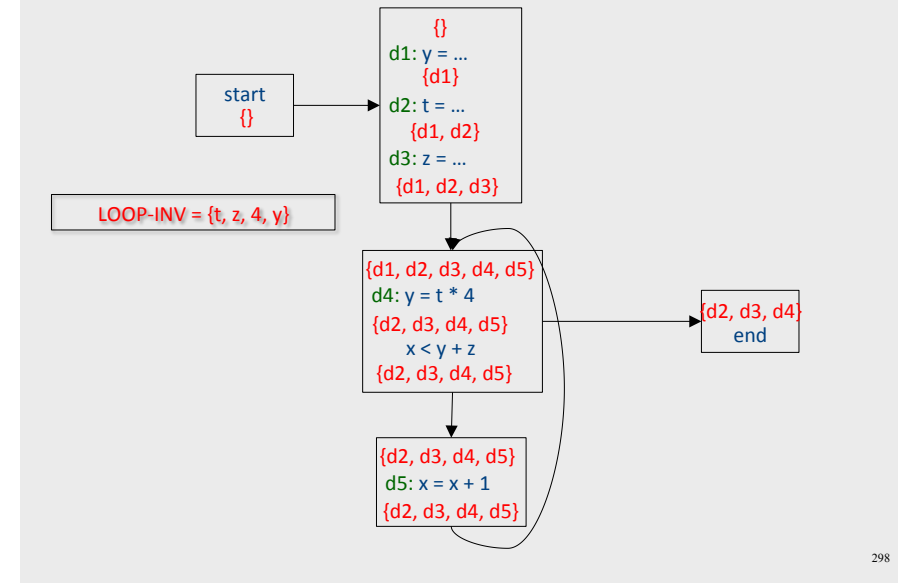 start
{}
{}
d1: y = ...
{d1}
d2: t = ...
{d1, d2}
d3: z = ...
{d1, d2, d3}
LOOP-INV = {t, z, 4, y}
{d1, d2, d3, d4, d5}
d4: y = t * 4
{d2, d3, d4, d5}
x < y + z
{d2, d3, d4, d5}
{d2, d3, d4}
end
{d2, d3, d4, d5}
d5: x = x + 1
{d2, d3, d4, d5}
298